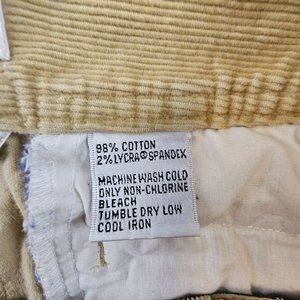 98% COTTON
2% LYCRA® SPANDEX
MACHINE WASH COLD
ONLY NON-CHLORINE
BLEACH
TUMBLE DRY LOW
COOL IRON